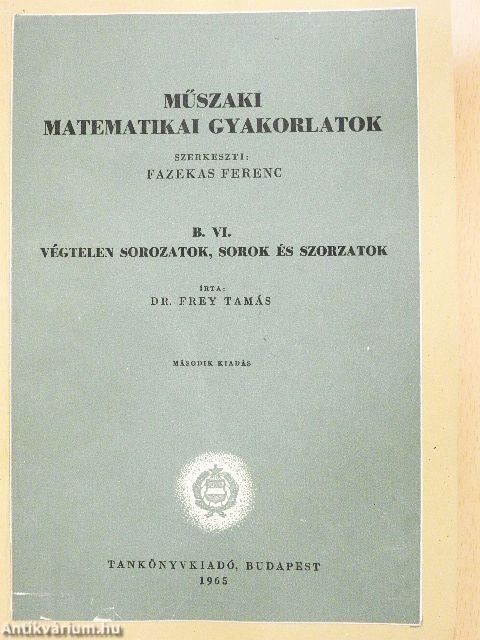 MŰSZAKI
MATEMATIKAI GYAKORLATOK
SZERKESZTI:
FAZEKAS FERENC
B. VI.
VÉGTELEN SOROZATOK, SOROK ÉS SZORZATOK
ÍRTA:
DR. FREY TAMÁS
MÁSODIK KIADÁS
TANKÖNYVKIADÓ, BUDAPEST
1965
Antikvárium.hu